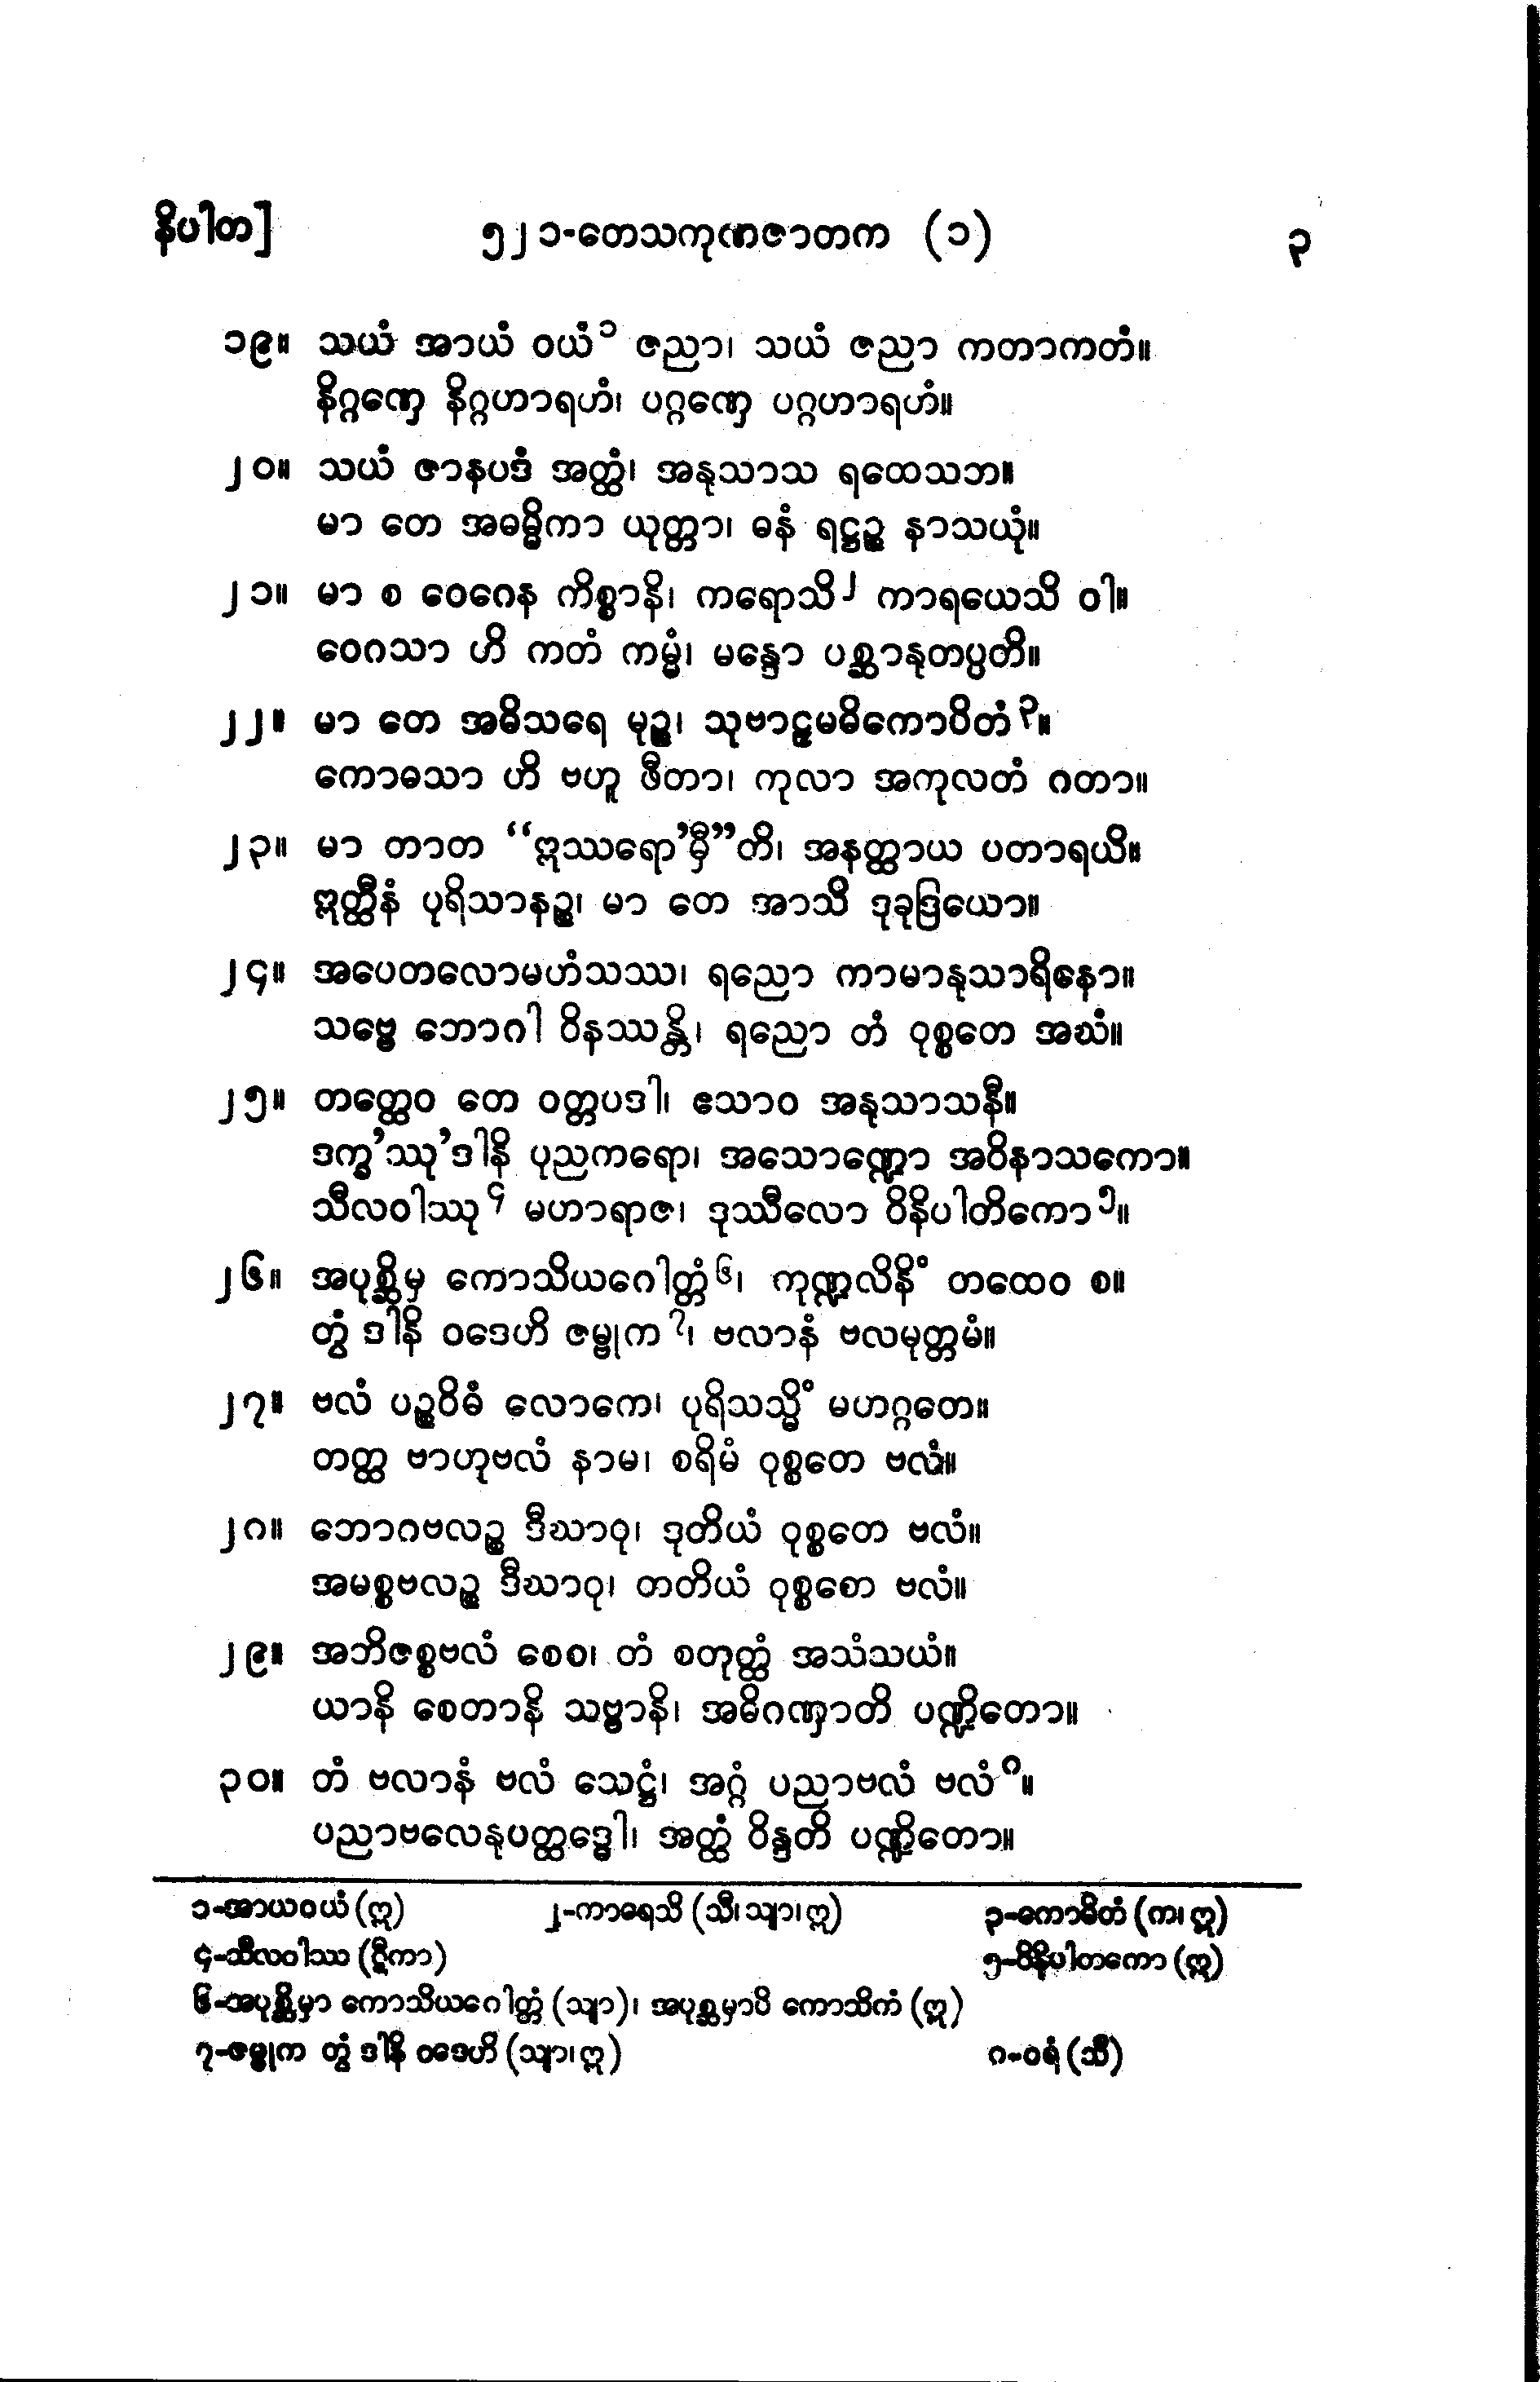 နိပါတ]	၅၂၁-တေသကုဏဇာတက (၁)	၃
၁၉။ သယံ အာယံ ဝယံ၁ ဇညာ၊ သယံ ဇညာ ကတာကတံ။
နိဂ္ဂဏှေ နိဂ္ဂဟာရဟံ၊ ပဂ္ဂဏှေ ပဂ္ဂဟာရဟံ။
၂၀။ သယံ ဇာနပဒံ အတ္ထံ၊ အနုသာသ ရထေသဘ။
မာ တေ အဓမ္မိကာ ယုတ္တာ၊ ဓနံ ရဋ္ဌဉ္စ နာသယုံ။
၂၁။ မာ စ ဝေဂေန ကိစ္စာနိ၊ ကရောသိ၂ ကာရယေသိ ဝါ။
ဝေဂသာ ဟိ ကတံ ကမ္မံ၊ မန္ဒော ပစ္ဆာနုတပ္ပတိ။
၂၂။ မာ တေ အဓိသရေ မုဉ္စ၊ သုဗာဠှမဓိကောပိတံ၃။
ကောဓသာ ဟိ ဗဟူ ဖီတာ၊ ကုလာ အကုလတံ ဂတာ။
၂၃။ မာ တာတ “ဣဿရော’မှီ”တိ၊ အနတ္ထာယ ပတာရယိ။
ဣတ္ထီနံ ပုရိသာနဉ္စ၊ မာ တေ အာသိ ဒုခုဒြယော။
၂၄။ အပေတလောမဟံသဿ၊ ရညော ကာမာနုသာရိနော။
သဗ္ဗေ ဘောဂါ ဝိနဿန္တိ၊ ရညော တံ ဝုစ္စတေ အဃံ။
၂၅။ တတ္ထေဝ တေ ဝတ္တပဒါ၊ ဧသာဝ အနုသာသနီ။
ဒက္ခ’ဿု’ဒါနိ ပုညကရော၊ အသောဏ္ဍော အဝိနာသကော။
သီလဝါဿု၄ မဟာရာဇ၊ ဒုဿီလော ဝိနိပါတိကော၅။
၂၆။ အပုစ္ဆိမှ ကောသိယဂေါတ္တံ၆၊ ကုဏ္ဍလိနိံ တထေဝ စ။
တွံ ဒါနိ ဝဒေဟိ ဇမ္ဗုက၇၊ ဗလာနံ ဗလမုတ္တမံ။
၂၇။ ဗလံ ပဉ္စဝိဓံ လောကေ၊ ပုရိသသ္မိံ မဟဂ္ဂတေ။
တတ္ထ ဗာဟုဗလံ နာမ၊ စရိမံ ဝုစ္စတေ ဗလံ။
၂၈။ ဘောဂဗလဉ္စ ဒီဃာဝု၊ ဒုတိယံ ဝုစ္စတေ ဗလံ။
အမစ္စဗလဉ္စ ဒီဃာဝု၊ တတိယံ ဝုစ္စတေ ဗလံ။
၂၉။ အဘိဇစ္စဗလံ စေဝ၊ တံ စတုတ္ထံ အသံသယံ။
ယာနိ စေတာနိ သဗ္ဗာနိ၊ အဓိဂဏှာတိ ပဏ္ဍိတော။
၃၀။ တံ ဗလာနံ ဗလံ သေဋ္ဌံ၊ အဂ္ဂံ ပညာဗလံ ဗလံ၈။
ပညာဗလေနုပတ္ထဒ္ဓေါ၊ အတ္ထံ ဝိန္ဒတိ ပဏ္ဍိတော။
၁-အာယဝယံ (ဣ)	၂-ကာရေသိ (သီ၊ သျာ၊ ဣ)	၃-ကောဓိတံ (က၊ ဣ)
၄-သီလဝါဿ (ဋီကာ)	၅-ဝိနိပါတကော (ဣ)
၆-အပုစ္ဆိမှာ ကောသိယဂေါတ္တံ (သျာ)၊ အပုစ္ဆမှာပိ ကောသိကံ (ဣ)
၇-ဇမ္ဗုက တွံ ဒါနိ ဝဒေဟိ (သျာ၊ ဣ)	၈-ဝရံ (သီ)